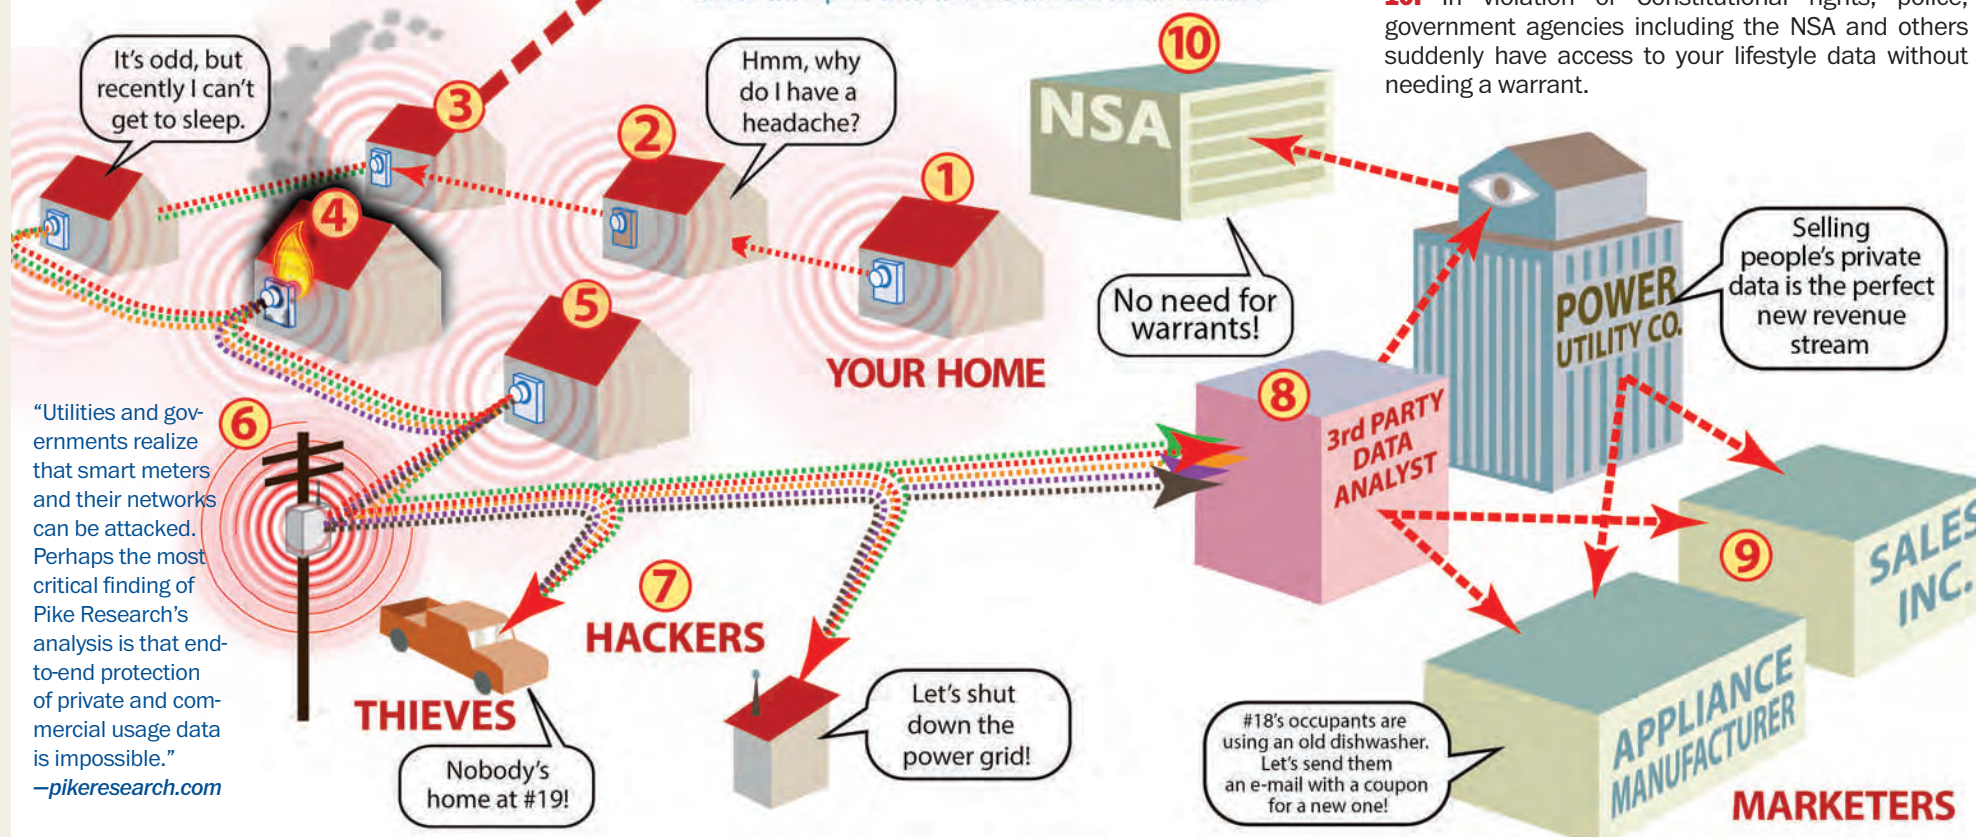 10. In violation of Constitutional rights, police,
government agencies including the NSA and others
suddenly have access to your lifestyle data without
needing a warrant.
It's odd, but
recently I can't
get to sleep.
3
2
Hmm, why
do I have a
headache?
1
4
5
YOUR HOME
10
NSA
No need for
warrants!
POWER
UTILITY CO.
Selling
people's private
data is the perfect
new revenue
stream
8
3rd PARTY
DATA
ANALYST
“Utilities and gov-
ernments realize
that smart meters
and their networks
can be attacked.
Perhaps the most
critical finding of
Pike Research’s
analysis is that end-
to-end protection
of private and com-
mercial usage data
is impossible.”
—pikeresearch.com
6
7
HACKERS
THIEVES
Nobody's
home at #19!
Let's shut
down the
power grid!
9
SALES
INC.
#18's occupants are
using an old dishwasher.
Let's send them
an e-mail with a coupon
for a new one!
APPLIANCE
MANUFACTURER
MARKETERS